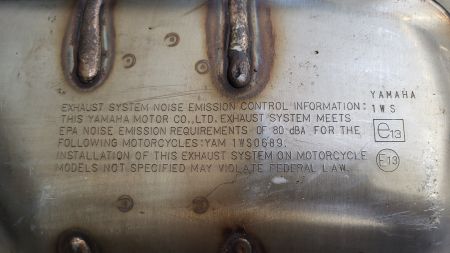 EXHAUST SYSTEM NOISE EMISSION CONTROL INFORMATION:
THIS YAMAHA MOTOR CO.,LTD. EXHAUST SYSTEM MEETS
EPA NOISE EMISSION REQUIREMENTS OF 80 dBA FOR THE
FOLLOWING MOTORCYCLES:YAM 1WS0689.
INSTALLATION OF THIS EXHAUST SYSTEM ON MOTORCYCLE
MODELS NOT SPECIFIED MAY VIOLATE FEDERAL LAW.
YAMAHA
1WS
e13
E13